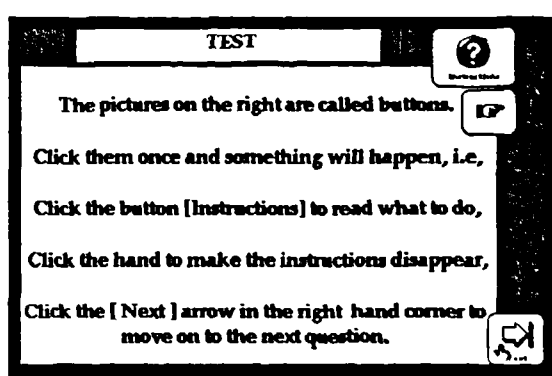 TEST
The pictures on the right are called buttons.
Click them once and something will happen, i.e,
Click the button [Instructions] to read what to do,
Click the hand to make the instructions disappear,
Click the [ Next ] arrow in the right hand corner to
move on to the next question.